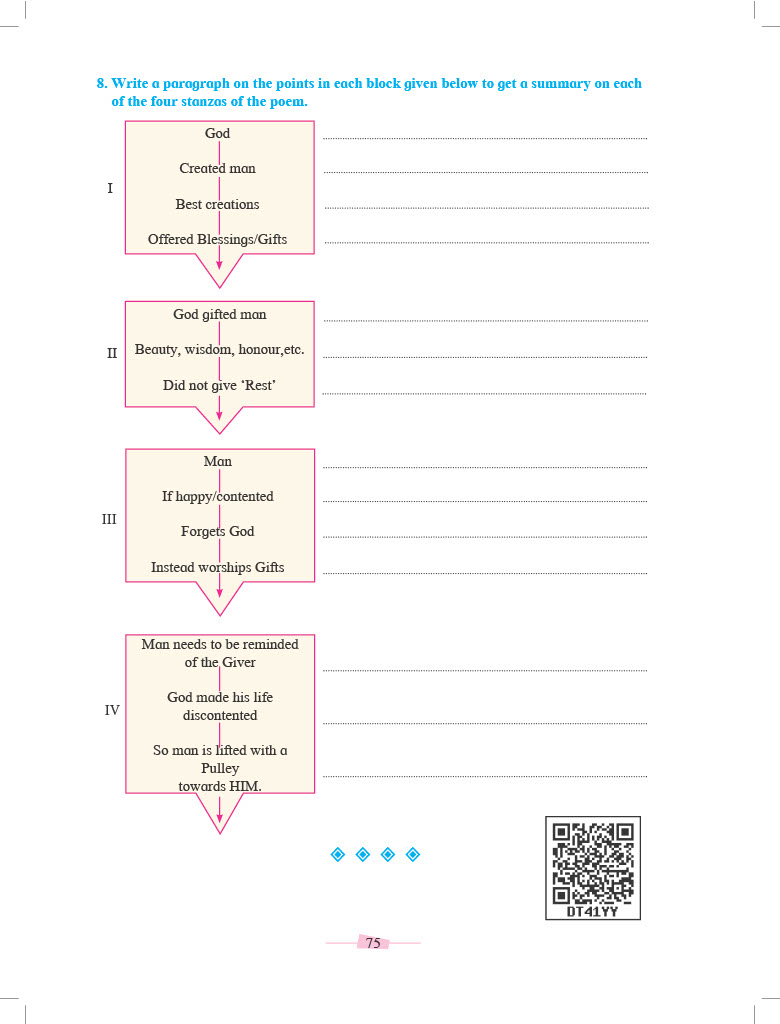 8. Write a paragraph on the points in each block given below to get a summary on each
of the four stanzas of the poem.
I
God
Created man
Best creations
Offered Blessings/Gifts
II
God gifted man
Beauty, wisdom, honour,etc.
Did not give ‘Rest’
III
Man
If happy/contented
Forgets God
Instead worships Gifts
IV
Man needs to be reminded
of the Giver
God made his life
discontented
So man is lifted with a
Pulley
towards HIM.
DT41YY
75